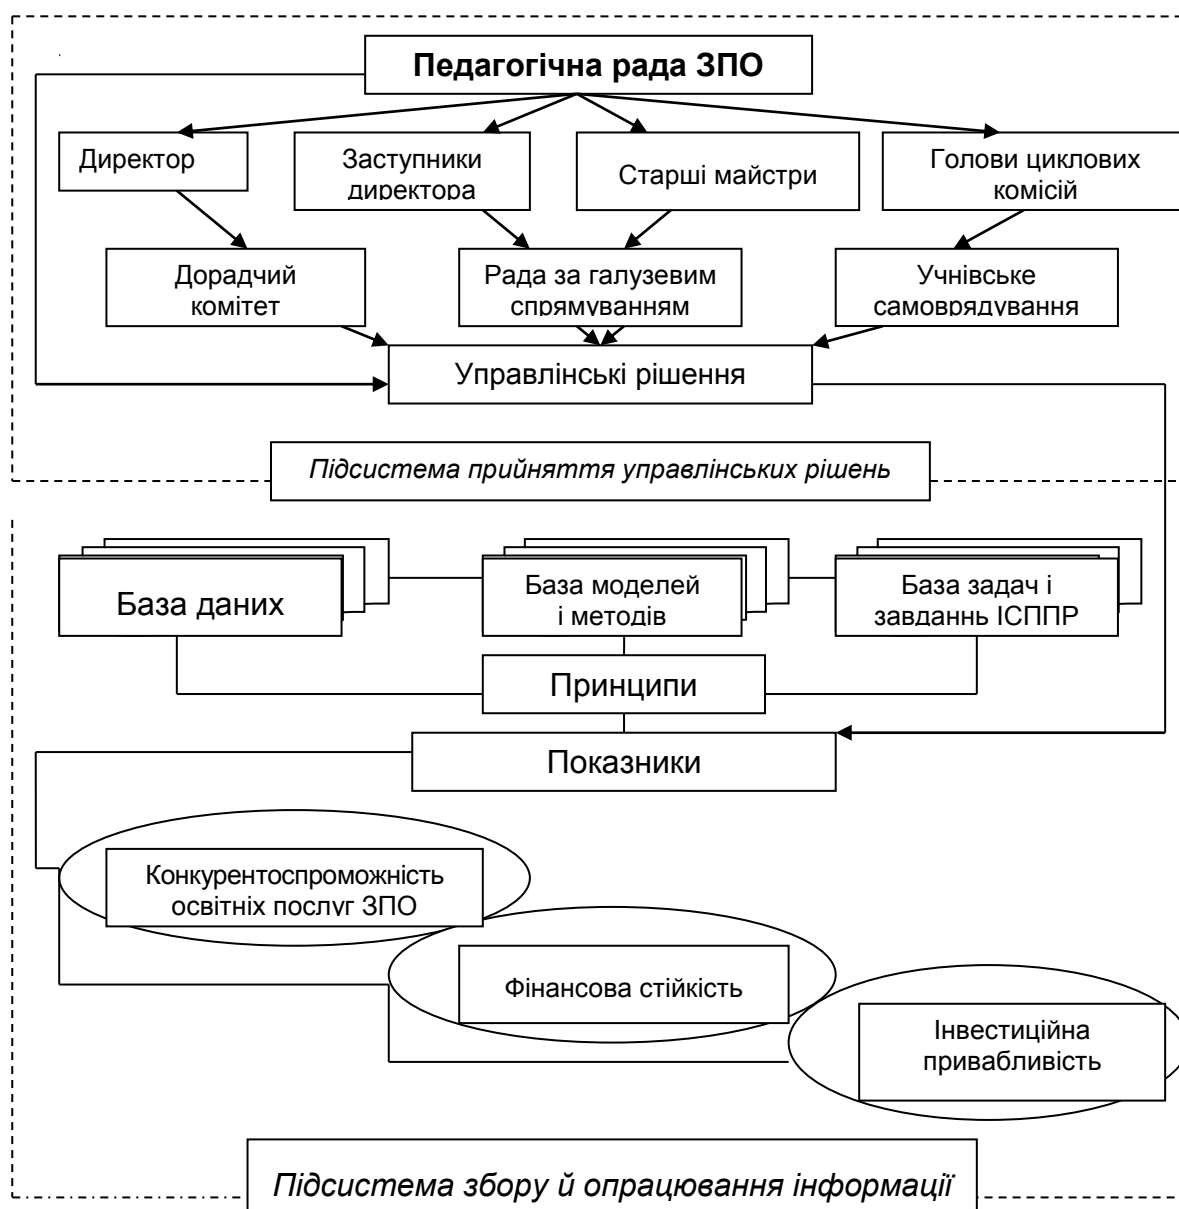 Педагогічна рада ЗПО
Директор
Заступники
директора
Старші майстри
Голови циклових
комісій
Дорадчий
комітет
Рада за галузевим
спрямуванням
Учнівське
самоврядування
Управлінські рішення
Підсистема прийняття управлінських рішень
База даних
База моделей
і методів
База задач і
завданнь ІСППР
Принципи
Показники
Конкурентоспроможність
освітніх послуг ЗПО
Фінансова стійкість
Інвестиційна
привабливість
Підсистема збору й опрацювання інформації